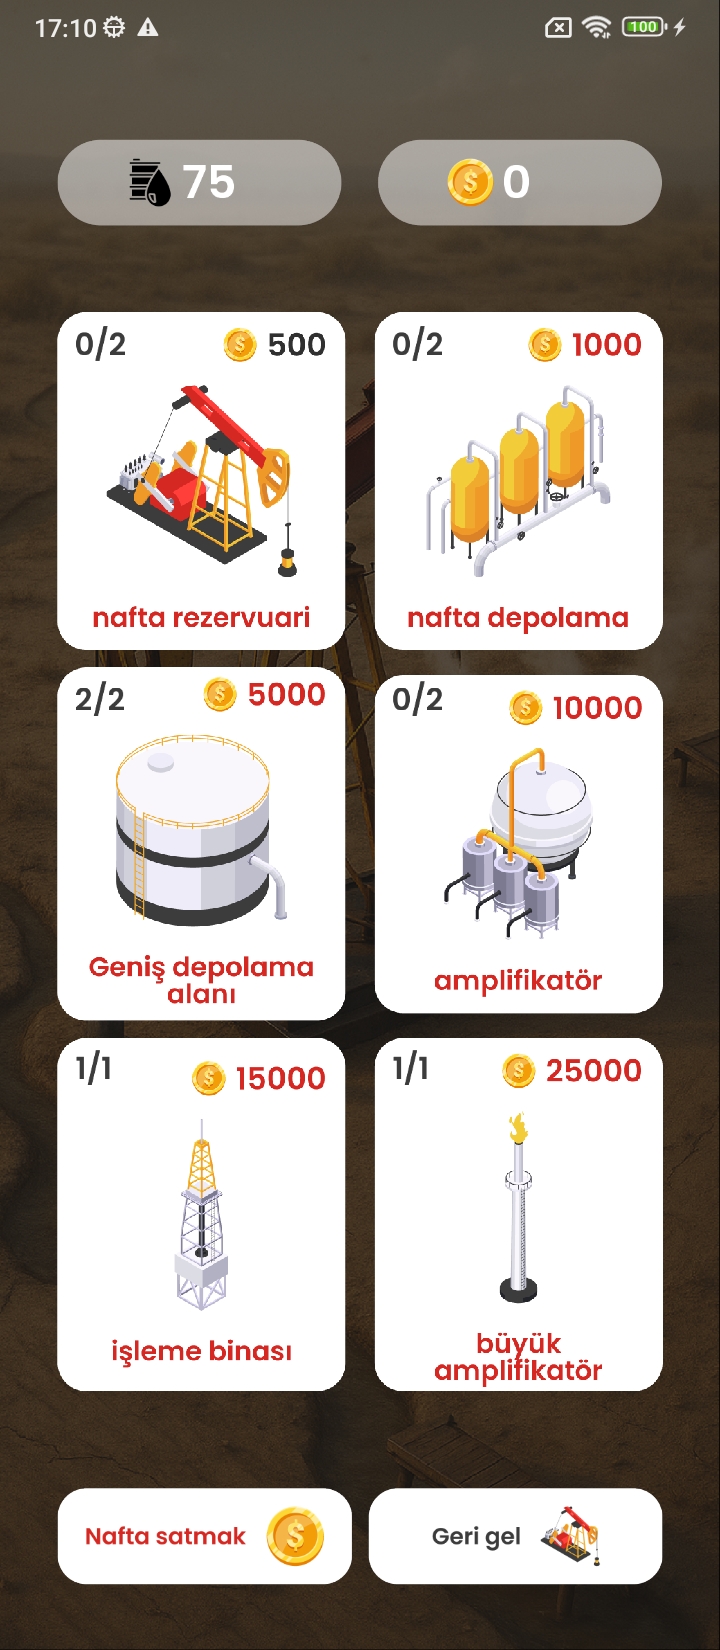 17:10
100
75
0
0/2
500
nafta rezervuari
0/2
1000
nafta depolama
2/2
5000
Geniş depolama
alanı
0/2
10000
amplifikatör
1/1
15000
işleme binası
1/1
25000
büyük
amplifikatör
Nafta satmak
Geri gel